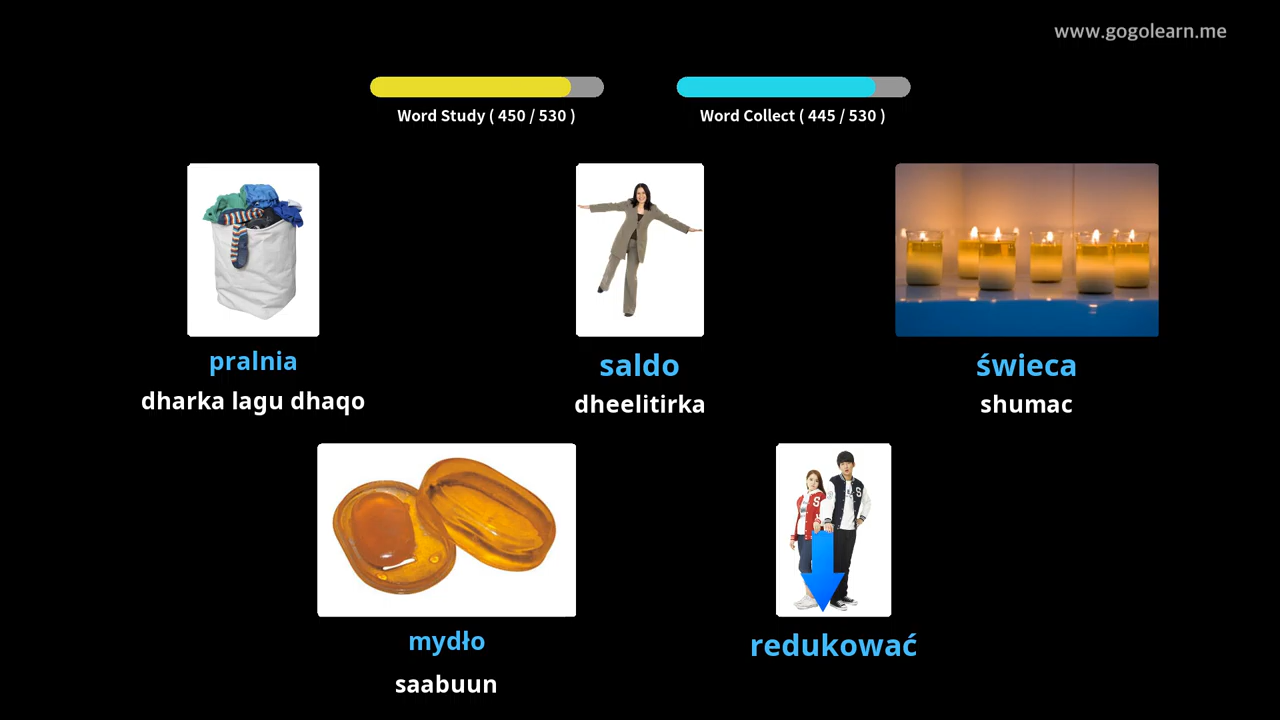 www.gogolearn.me
Word Study ( 450 / 530 )
Word Collect ( 445 / 530 )
pralnia
dharka lagu dhaqo
saldo
dheelitirka
świeca
shumac
mydło
saabuun
redukować